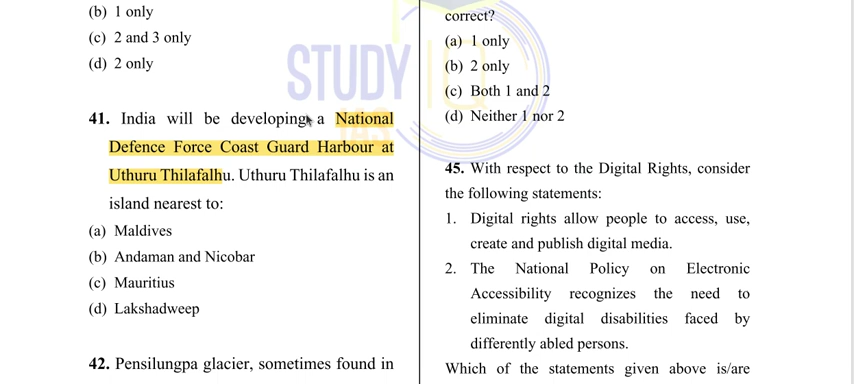 (b) 1 only
(c) 2 and 3 only
(d) 2 only
41. India will be developing a National
Defence Force Coast Guard Harbour at
Uthuru Thilafalhu. Uthuru Thilafalhu is an
island nearest to:
(a) Maldives
(b) Andaman and Nicobar
(c) Mauritius
(d) Lakshadweep
42. Pensilungpa glacier, sometimes found in
correct?
(a) 1 only
(b) 2 only
(c) Both 1 and 2
(d) Neither 1 nor 2
45. With respect to the Digital Rights, consider
the following statements:
1. Digital rights allow people to access, use,
create and publish digital media.
2. The National Policy on Electronic
Accessibility recognizes the need to
eliminate digital disabilities faced by
differently abled persons.
Which of the statements given above is/are
STUDY IQ
IAS